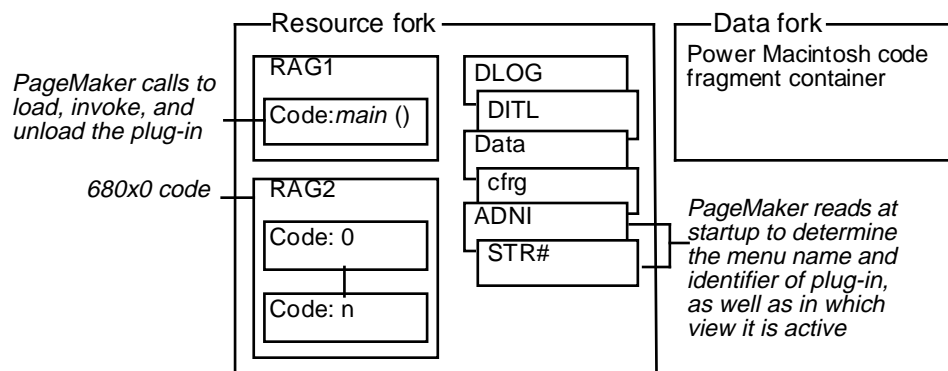 Resource fork
Data fork
PageMaker calls to
load, invoke, and
unload the plug-in
RAG1
Code:main ()
680x0 code
RAG2
Code: 0
Code: n
DLOG
DITL
Data
cfrg
ADNI
STR#
Power Macintosh code
fragment container
PageMaker reads at
startup to determine
the menu name and
identifier of plug-in,
as well as in which
view it is active